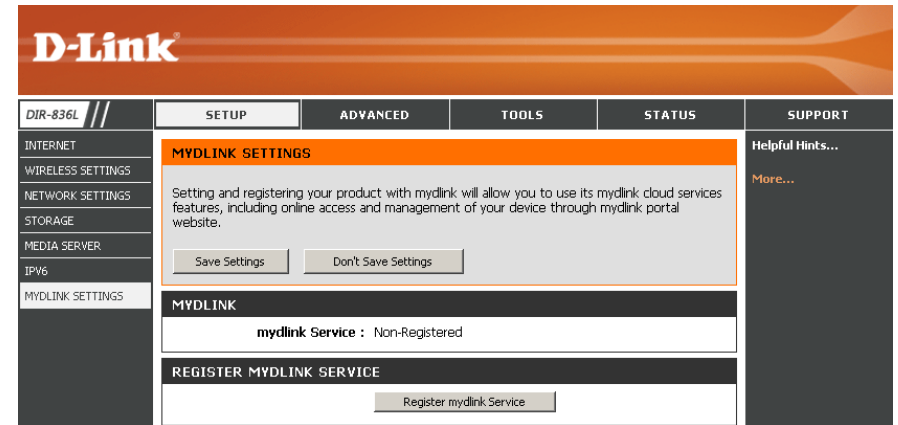 D-Link®
DIR-836L
SETUP
ADVANCED
TOOLS
STATUS
SUPPORT
INTERNET
WIRELESS SETTINGS
NETWORK SETTINGS
STORAGE
MEDIA SERVER
IPV6
MYDLINK SETTINGS
MYDLINK SETTINGS
Setting and registering your product with mydlink will allow you to use its mydlink cloud services
features, including online access and management of your device through mydlink portal
website.
Save Settings
Don't Save Settings
MYDLINK
mydlink Service : Non-Registered
REGISTER MYDLINK SERVICE
Register mydlink Service
Helpful Hints...
More...